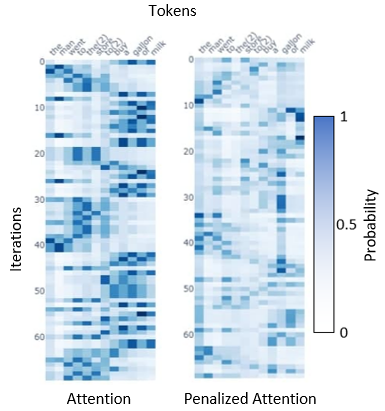 Tokens
the man went to the(2) store to(2) buy a gallon of milk
the man went to the(2) store to(2) buy a gallon of milk
0
10
20
30
40
50
60
0
10
20
30
40
50
60
Iterations
1
0.5
0
Probability
Attention
Penalized Attention